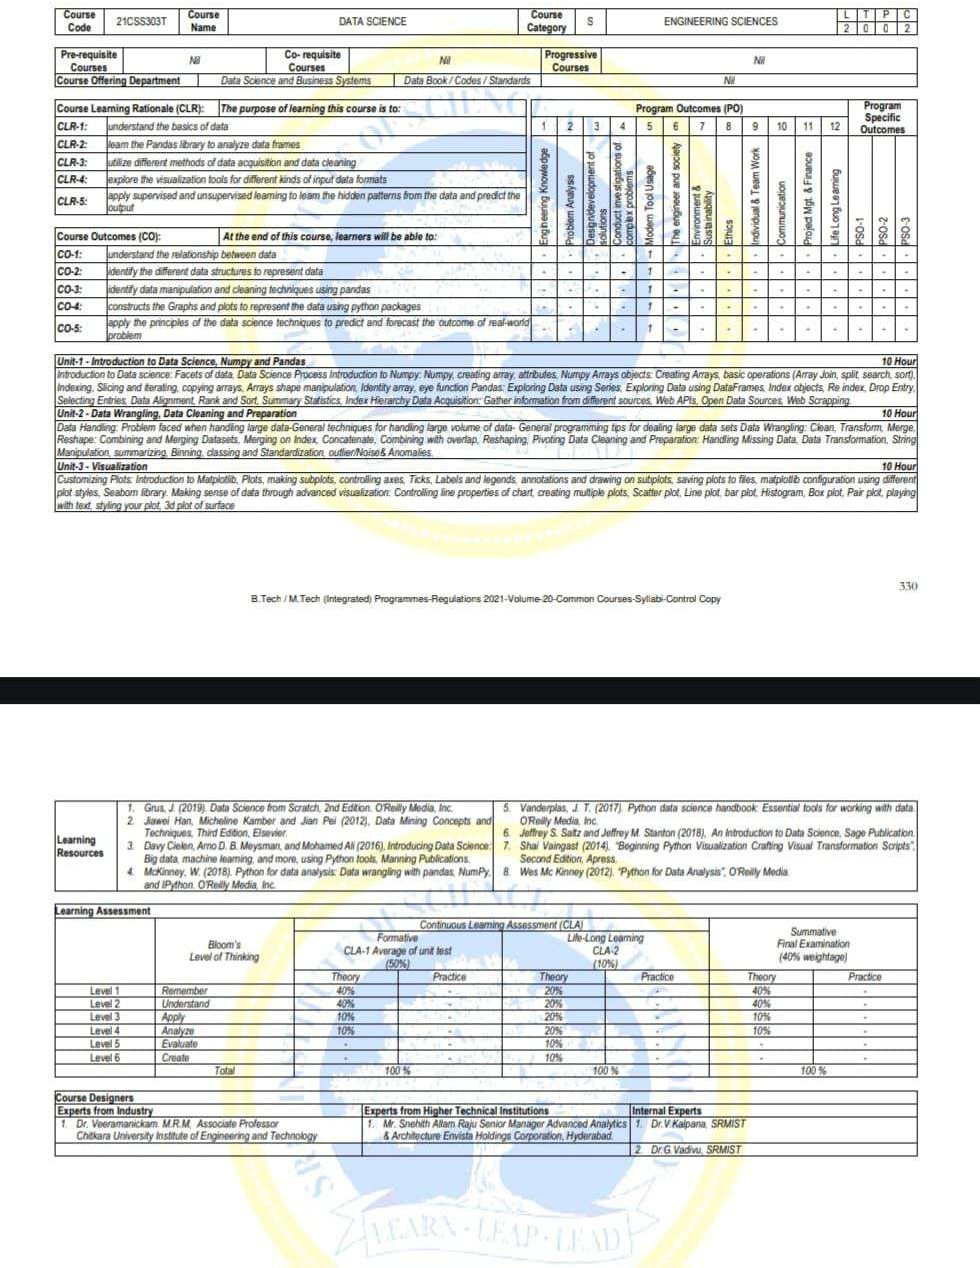 Course Code 21CSS303T Course Name DATA SCIENCE Course Category S ENGINEERING SCIENCES L T P C
2 0 0 2
Pre-requisite Courses Nil Co- requisite Courses Nil Progressive Courses Nil
Course Offering Department Data Science and Business Systems Data Book / Codes / Standards Nil
Course Learning Rationale (CLR): The purpose of learning this course is to: Program Outcomes (PO) Program Specific Outcomes
CLR-1: understand the basics of data 1 2 3 4 5 6 7 8 9 10 11 12
CLR-2: learn the Pandas library to analyze data frames
CLR-3: utilize different methods of data acquisition and data cleaning
CLR-4: explore the visualization tools for different kinds of input data formats
CLR-5: apply supervised and unsupervised learning to learn the hidden patterns from the data and predict the
output
Engineering Knowledge
Problem Analysis
Design/development of solutions
Conduct investigations of complex problems
Modern Tool Usage
The engineer and society
Environment & Sustainability
Ethics
Individual & Team Work
Communication
Project Mgt. & Finance
Life Long Learning
PSO-1
PSO-2
PSO-3
Course Outcomes (CO): At the end of this course, learners will be able to:
CO-1: understand the relationship between data - - - - 1 - - - - - - - - - -
CO-2: identify the different data structures to represent data - - - - 1 - - - - - - - - - -
CO-3: identify data manipulation and cleaning techniques using pandas - - - - 1 - - - - - - - - - -
CO-4: constructs the Graphs and plots to represent the data using python packages - - - - 1 - - - - - - - - - -
CO-5: apply the principles of the data science techniques to predict and forecast the outcome of real-world
problem - - - - 1 - - - - - - - - - -
Unit-1 - Introduction to Data Science, Numpy and Pandas 10 Hour
Introduction to Data science: Facets of data, Data Science Process Introduction to Numpy: Numpy, creating array, attributes, Numpy Arrays objects: Creating Arrays, basic operations (Array Join, split, search, sort),
Indexing, Slicing and iterating, copying arrays, Arrays shape manipulation, Identity array, eye function Pandas: Exploring Data using Series, Exploring Data using DataFrames, Index objects, Re index, Drop Entry,
Selecting Entries, Data Alignment, Rank and Sort, Summary Statistics, Index Hierarchy Data Acquisition: Gather information from different sources, Web APIs, Open Data Sources, Web Scrapping.
Unit-2 - Data Wrangling, Data Cleaning and Preparation 10 Hour
Data Handling: Problem faced when handling large data-General techniques for handling large volume of data- General programming tips for dealing large data sets Data Wrangling: Clean, Transform, Merge,
Reshape: Combining and Merging Datasets, Merging on Index, Concatenate, Combining with overlap, Reshaping, Pivoting Data Cleaning and Preparation: Handling Missing Data, Data Transformation, String
Manipulation, summarizing, Binning, classing and Standardization, outlier/Noise& Anomalies.
Unit-3 - Visualization 10 Hour
Customizing Plots: Introduction to Matplotlib, Plots, making subplots, controlling axes, Ticks, Labels and legends, annotations and drawing on subplots, saving plots to files, matplotlib configuration using different
plot styles, Seaborn library. Making sense of data through advanced visualization: Controlling line properties of chart, creating multiple plots, Scatter plot, Line plot, bar plot, Histogram, Box plot, Pair plot, playing
with text, styling your plot, 3d plot of surface
330
B.Tech / M.Tech (Integrated) Programmes-Regulations 2021-Volume-20-Common Courses-Syllabi-Control Copy
Learning Resources
1. Grus, J. (2019). Data Science from Scratch, 2nd Edition. O'Reilly Media, Inc.
2. Jiawei Han, Micheline Kamber and Jian Pei (2012), Data Mining Concepts and
Techniques, Third Edition, Elsevier.
3. Davy Cielen, Arno D. B. Meysman, and Mohamed Ali (2016), Introducing Data Science:
Big data, machine learning, and more, using Python tools, Manning Publications.
4. McKinney, W. (2018). Python for data analysis: Data wrangling with pandas, NumPy,
and IPython. O'Reilly Media, Inc.
5. Vanderplas, J. T. (2017). Python data science handbook: Essential tools for working with data.
O'Reilly Media, Inc.
6. Jeffrey S. Saltz and Jeffrey M. Stanton (2018), An Introduction to Data Science, Sage Publication.
7. Shai Vaingast (2014), "Beginning Python Visualization Crafting Visual Transformation Scripts",
Second Edition, Apress.
8. Wes Mc Kinney (2012). "Python for Data Analysis", O'Reilly Media.
Learning Assessment
Bloom's Level of Thinking Continuous Learning Assessment (CLA) Summative Final Examination (40% weightage)
Formative CLA-1 Average of unit test (50%) Life-Long Learning CLA-2 (10%)
Theory Practice Theory Practice Theory Practice
Level 1 Remember 40% - 20% - 40% -
Level 2 Understand 40% - 20% - 40% -
Level 3 Apply 10% - 20% - 10% -
Level 4 Analyze 10% - 20% - 10% -
Level 5 Evaluate - - 10% - - -
Level 6 Create - - 10% - - -
Total 100 % 100 % 100 %
Course Designers
Experts from Industry Experts from Higher Technical Institutions Internal Experts
1. Dr. Veeramanickam. M.R.M. Associate Professor 1. Mr. Snehith Allam Raju Senior Manager Advanced Analytics 1. Dr.V.Kalpana, SRMIST
Chitkara University Institute of Engineering and Technology & Architecture Envista Holdings Corporation, Hyderabad.
2. Dr.G.Vadivu, SRMIST
LEARN - LEAP - LEAD